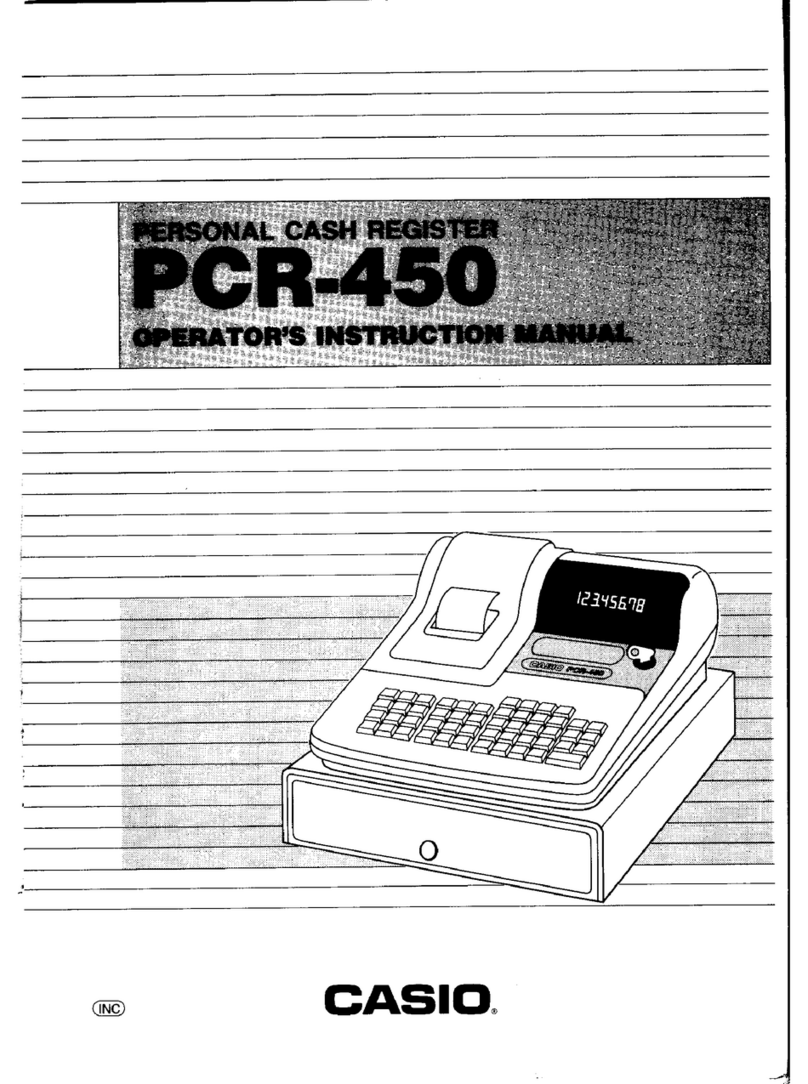 PERSONAL CASH REGISTER
PCR-450
OPERATOR'S INSTRUCTION MANUAL
12345678
CASIO PCR-450
INC
CASIO®